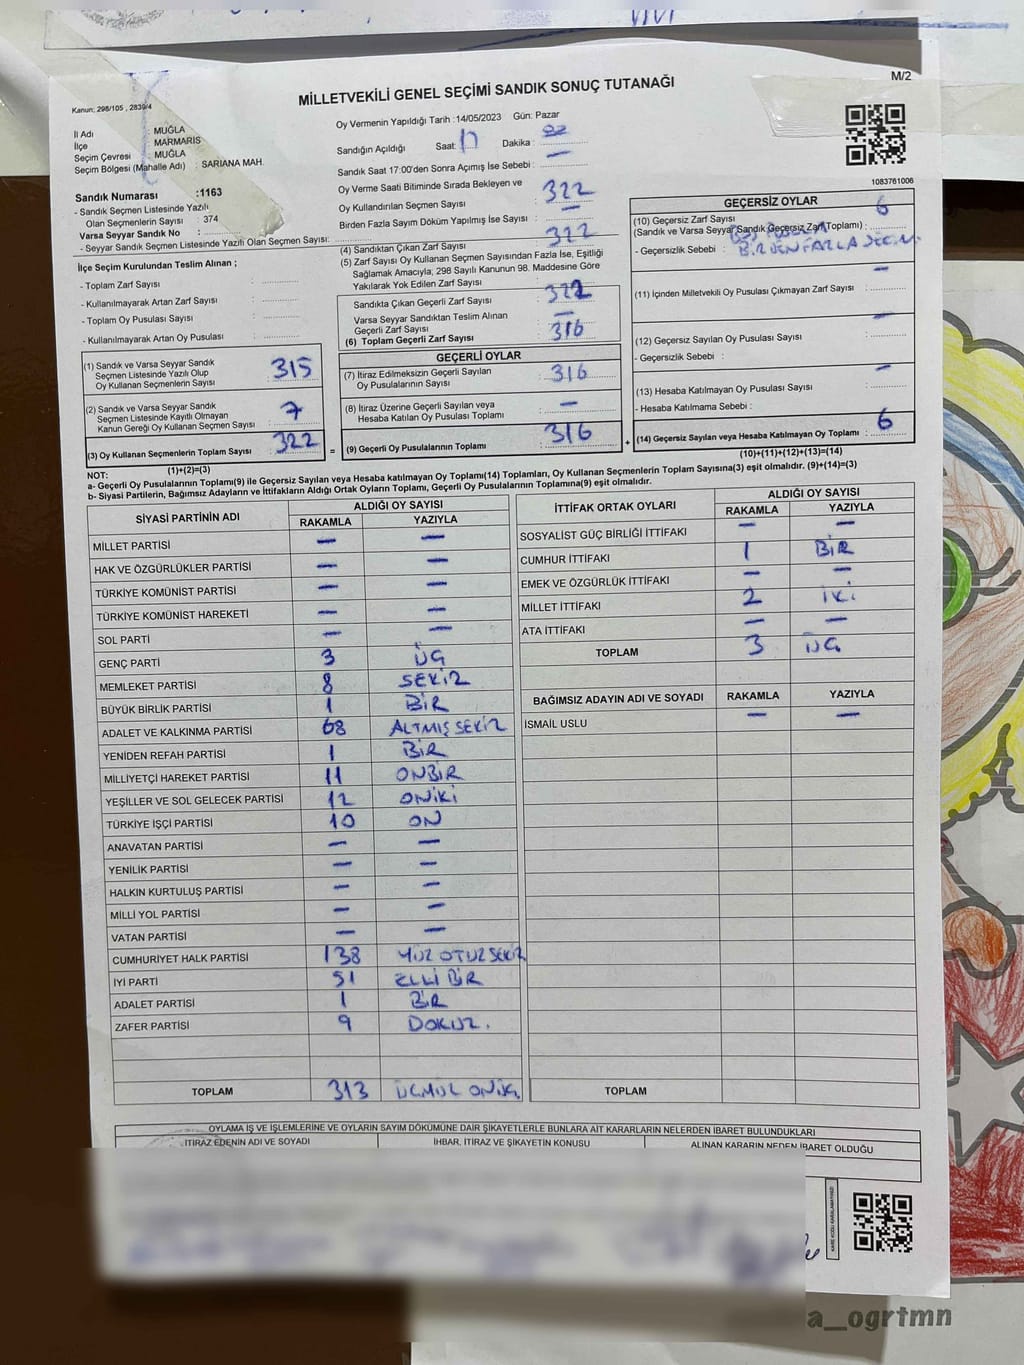 M/2
MİLLETVEKİLİ GENEL SEÇİMİ SANDIK SONUÇ TUTANAĞI
Kanun: 298/105 , 2839/4
İl Adı : MUĞLA
İlçe : MARMARİS
Seçim Çevresi : MUĞLA
Seçim Bölgesi (Mahalle Adı) : SARIANA MAH.
Sandık Numarası :1163
- Sandık Seçmen Listesinde Yazılı
Olan Seçmenlerin Sayısı : 374
Varsa Seyyar Sandık No :
- Seyyar Sandık Seçmen Listesinde Yazılı Olan Seçmen Sayısı:
Oy Vermenin Yapıldığı Tarih :14/05/2023 Gün: Pazar
Sandığın Açıldığı Saat: 17 Dakika :
Sandık Saat 17:00'den Sonra Açımış İse Sebebi : —
Oy Verme Saati Bitiminde Sırada Bekleyen ve
Oy Kullandırılan Seçmen Sayısı : 322
Birden Fazla Sayım Döküm Yapılmış İse Sayısı : —
(4) Sandıktan Çıkan Zarf Sayısı : 322
(5) Zarf Sayısı Oy Kullanan Seçmen Sayısından Fazla İse, Eşitliği
Sağlamak Amacıyla, 298 Sayılı Kanunun 98. Maddesine Göre
Yakılarak Yok Edilen Zarf Sayısı :
1083761006
İlçe Seçim Kurulundan Teslim Alınan ;
- Toplam Zarf Sayısı :
- Kullanılmayarak Artan Zarf Sayısı :
- Toplam Oy Pusulası Sayısı :
- Kullanılmayarak Artan Oy Pusulası :
Sandıkta Çıkan Geçerli Zarf Sayısı : 322
Varsa Seyyar Sandıktan Teslim Alınan
Geçerli Zarf Sayısı : —
(6) Toplam Geçerli Zarf Sayısı : 316
GEÇERSİZ OYLAR
(10) Geçersiz Zarf Sayısı 6
(Sandık ve Varsa Seyyar Sandık Geçersiz Zarf Toplamı) :
- Geçersizlik Sebebi : BİRDEN FAZLA SEÇİM
(11) İçinden Milletvekili Oy Pusulası Çıkmayan Zarf Sayısı : —
(12) Geçersiz Sayılan Oy Pusulası Sayısı : —
- Geçersizlik Sebebi :
(13) Hesaba Katılmayan Oy Pusulası Sayısı : —
- Hesaba Katılmama Sebebi :
(14) Geçersiz Sayılan veya Hesaba Katılmayan Oy Toplamı : 6
(10)+(11)+(12)+(13)=(14)
(1) Sandık ve Varsa Seyyar Sandık
Seçmen Listesinde Yazılı Olup
Oy Kullanan Seçmenlerin Sayısı : 315
(2) Sandık ve Varsa Seyyar Sandık
Seçmen Listesinde Kayıtlı Olmayan
Kanun Gereği Oy Kullanan Seçmen Sayısı : 7
(3) Oy Kullanan Seçmenlerin Toplam Sayısı : 322
(1)+(2)=(3)
GEÇERLİ OYLAR
(7) İtiraz Edilmeksizin Geçerli Sayılan
Oy Pusulalarının Sayısı : 316
(8) İtiraz Üzerine Geçerli Sayılan veya
Hesaba Katılan Oy Pusulası Toplamı : —
(9) Geçerli Oy Pusulalarının Toplamı : 316
NOT:
a- Geçerli Oy Pusulalarının Toplamı(9) ile Geçersiz Sayılan veya Hesaba katılmayan Oy Toplamı(14) Toplamları, Oy Kullanan Seçmenlerin Toplam Sayısına(3) eşit olmalıdır. (9)+(14)=(3)
b- Siyasi Partilerin, Bağımsız Adayların ve İttifakların Aldığı Ortak Oyların Toplamı, Geçerli Oy Pusulalarının Toplamına(9) eşit olmalıdır.
SİYASİ PARTİNİN ADI ALDIĞI OY SAYISI
RAKAMLA YAZIYLA
MİLLET PARTİSİ — —
HAK VE ÖZGÜRLÜKLER PARTİSİ — —
TÜRKİYE KOMÜNİST PARTİSİ — —
TÜRKİYE KOMÜNİST HAREKETİ — —
SOL PARTİ — —
GENÇ PARTİ 3 ÜÇ
MEMLEKET PARTİSİ 8 SEKİZ
BÜYÜK BİRLİK PARTİSİ 1 BİR
ADALET VE KALKINMA PARTİSİ 68 ALTMIŞ SEKİZ
YENİDEN REFAH PARTİSİ 1 BİR
MİLLİYETÇİ HAREKET PARTİSİ 11 ONBİR
YEŞİLLER VE SOL GELECEK PARTİSİ 12 ONİKİ
TÜRKİYE İŞÇİ PARTİSİ 10 ON
ANAVATAN PARTİSİ — —
YENİLİK PARTİSİ — —
HALKIN KURTULUŞ PARTİSİ — —
MİLLİ YOL PARTİSİ — —
VATAN PARTİSİ — —
CUMHURİYET HALK PARTİSİ 138 YÜZ OTUZ SEKİZ
İYİ PARTİ 51 ELLİ BİR
ADALET PARTİSİ 1 BİR
ZAFER PARTİSİ 9 DOKUZ.
TOPLAM 313
İTTİFAK ORTAK OYLARI ALDIĞI OY SAYISI
RAKAMLA YAZIYLA
SOSYALİST GÜÇ BİRLİĞİ İTTİFAKI — —
CUMHUR İTTİFAKI 1 BİR
EMEK VE ÖZGÜRLÜK İTTİFAKI — —
MİLLET İTTİFAKI 2 İKİ
ATA İTTİFAKI — —
TOPLAM 3 ÜÇ
BAĞIMSIZ ADAYIN ADI VE SOYADI RAKAMLA YAZIYLA
İSMAİL USLU — —
TOPLAM
OYLAMA İŞ VE İŞLEMLERİNE VE OYLARIN SAYIM DÖKÜMÜNE DAİR ŞİKAYETLERLE BUNLARA AİT KARARLARIN NELERDEN İBARET BULUNDUKLARI
İTİRAZ EDENİN ADI VE SOYADI İHBAR, İTİRAZ VE ŞİKAYETİN KONUSU ALINAN KARARIN NEDEN İBARET OLDUĞU
a_ogrtmn